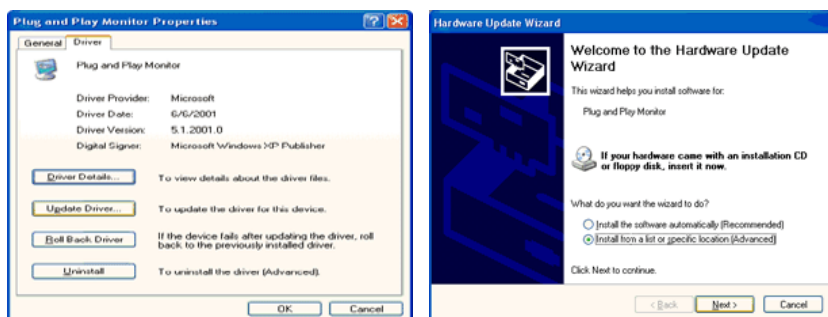 Plug and Play Monitor Properties
General Driver
Plug and Play Monitor
Driver Provider: Microsoft
Driver Date: 6/6/2001
Driver Version: 5.1.2001.0
Digital Signer: Microsoft Windows XP Publisher
Driver Details... To view details about the driver files.
Update Driver... To update the driver for this device.
Roll Back Driver If the device fails after updating the driver, roll
back to the previously installed driver.
Uninstall To uninstall the driver (Advanced).
OK Cancel
Hardware Update Wizard
Welcome to the Hardware Update
Wizard
This wizard helps you install software for:
Plug and Play Monitor
If your hardware came with an installation CD
or floppy disk, insert it now.
What do you want the wizard to do?
Install the software automatically (Recommended)
Install from a list or specific location (Advanced)
Click Next to continue.
< Back Next > Cancel